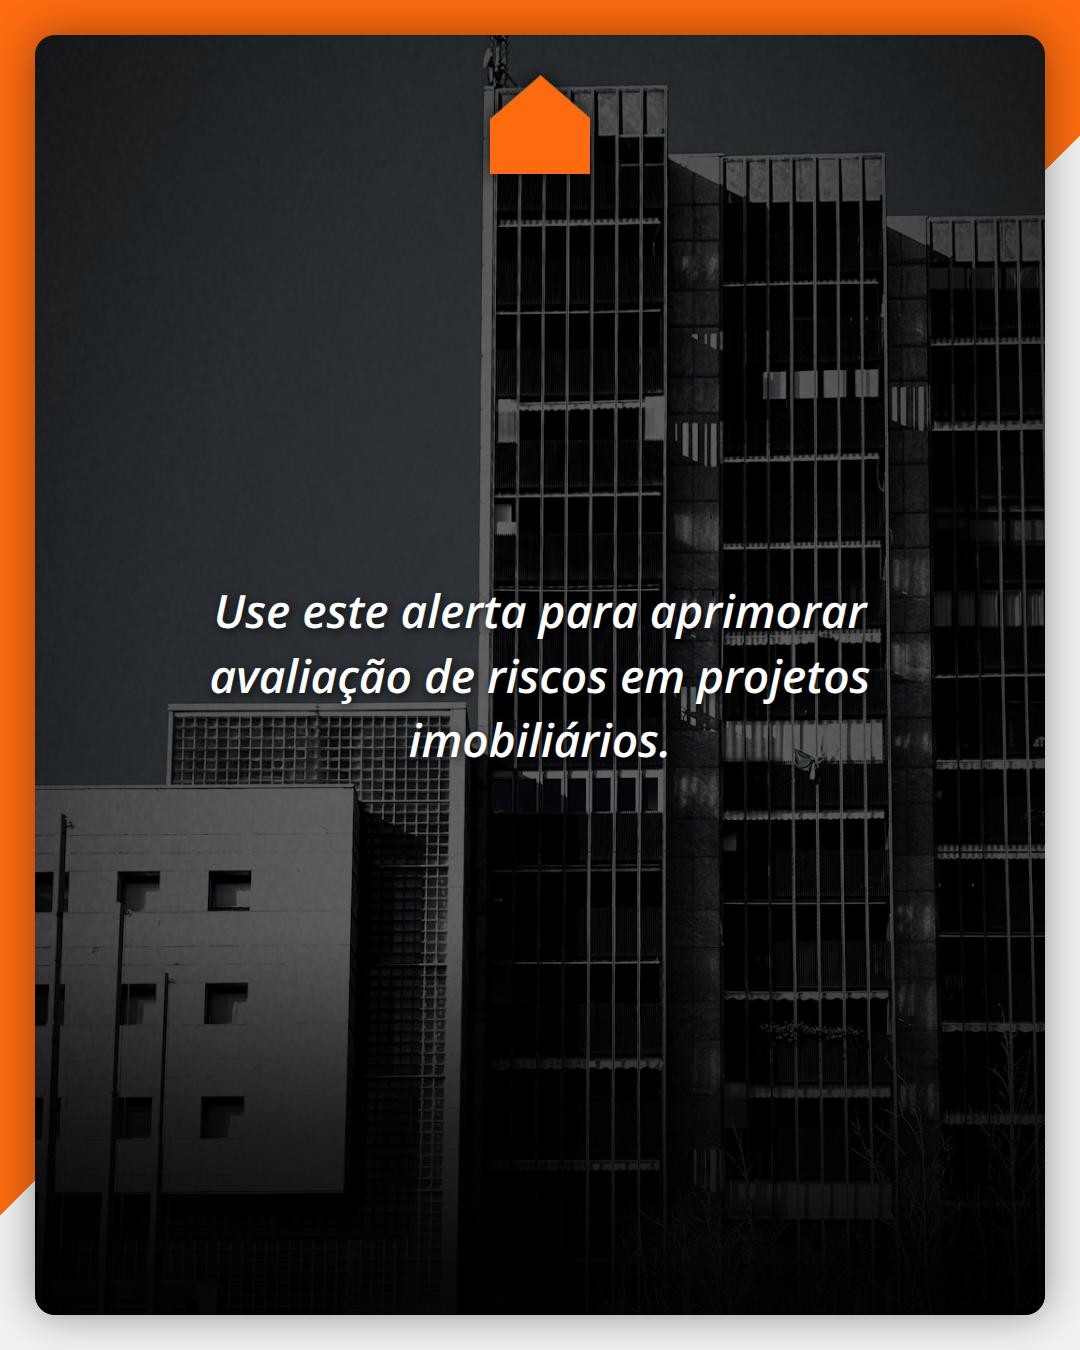 Use este alerta para aprimorar
avaliação de riscos em projetos
imobiliários.